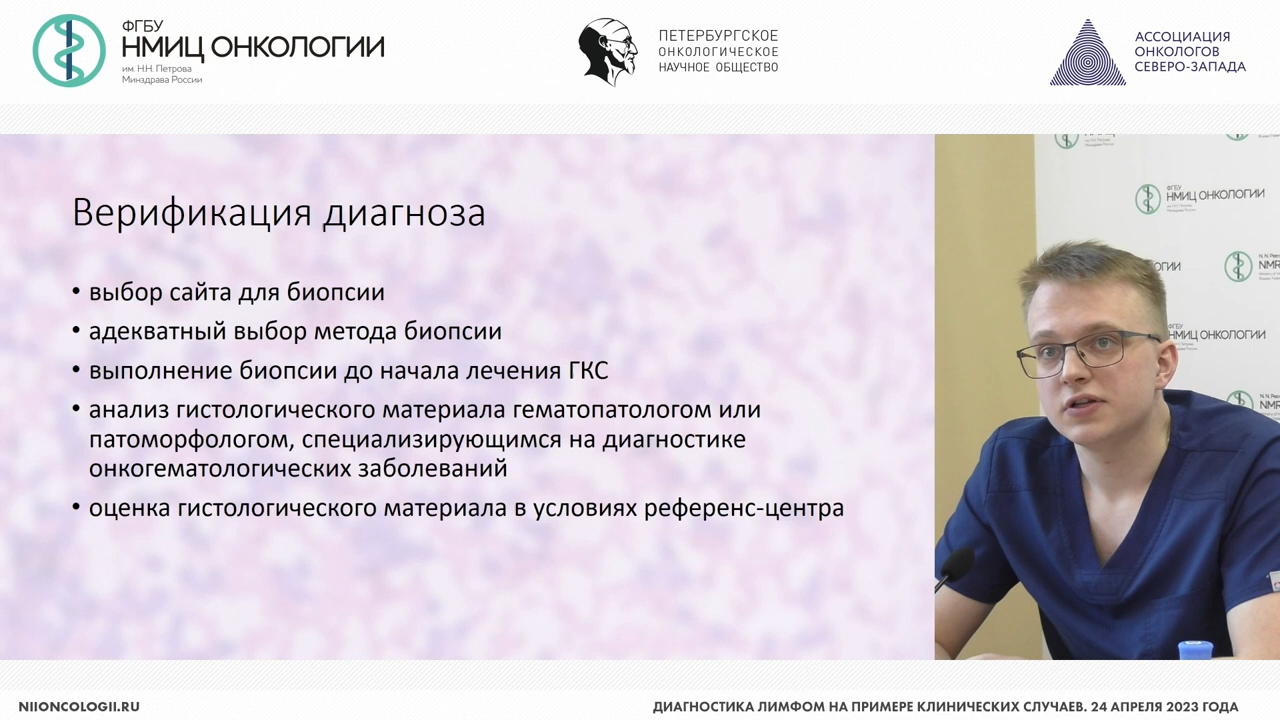 ФГБУ
НМИЦ ОНКОЛОГИИ
им. Н.Н. Петрова
Минздрава России
ПЕТЕРБУРГСКОЕ
ОНКОЛОГИЧЕСКОЕ
НАУЧНОЕ ОБЩЕСТВО
АССОЦИАЦИЯ
ОНКОЛОГОВ
СЕВЕРО-ЗАПАДА
Верификация диагноза
• выбор сайта для биопсии
• адекватный выбор метода биопсии
• выполнение биопсии до начала лечения ГКС
• анализ гистологического материала гематопатологом или
патоморфологом, специализирующимся на диагностике
онкогематологических заболеваний
• оценка гистологического материала в условиях референс-центра
ФГБУ
НМИЦ ОНКОЛОГИИ
ФГБУ
НМИЦ ОНКОЛОГИИ
NIIONCOLOGII.RU
ДИАГНОСТИКА ЛИМФОМ НА ПРИМЕРЕ КЛИНИЧЕСКИХ СЛУЧАЕВ. 24 АПРЕЛЯ 2023 ГОДА